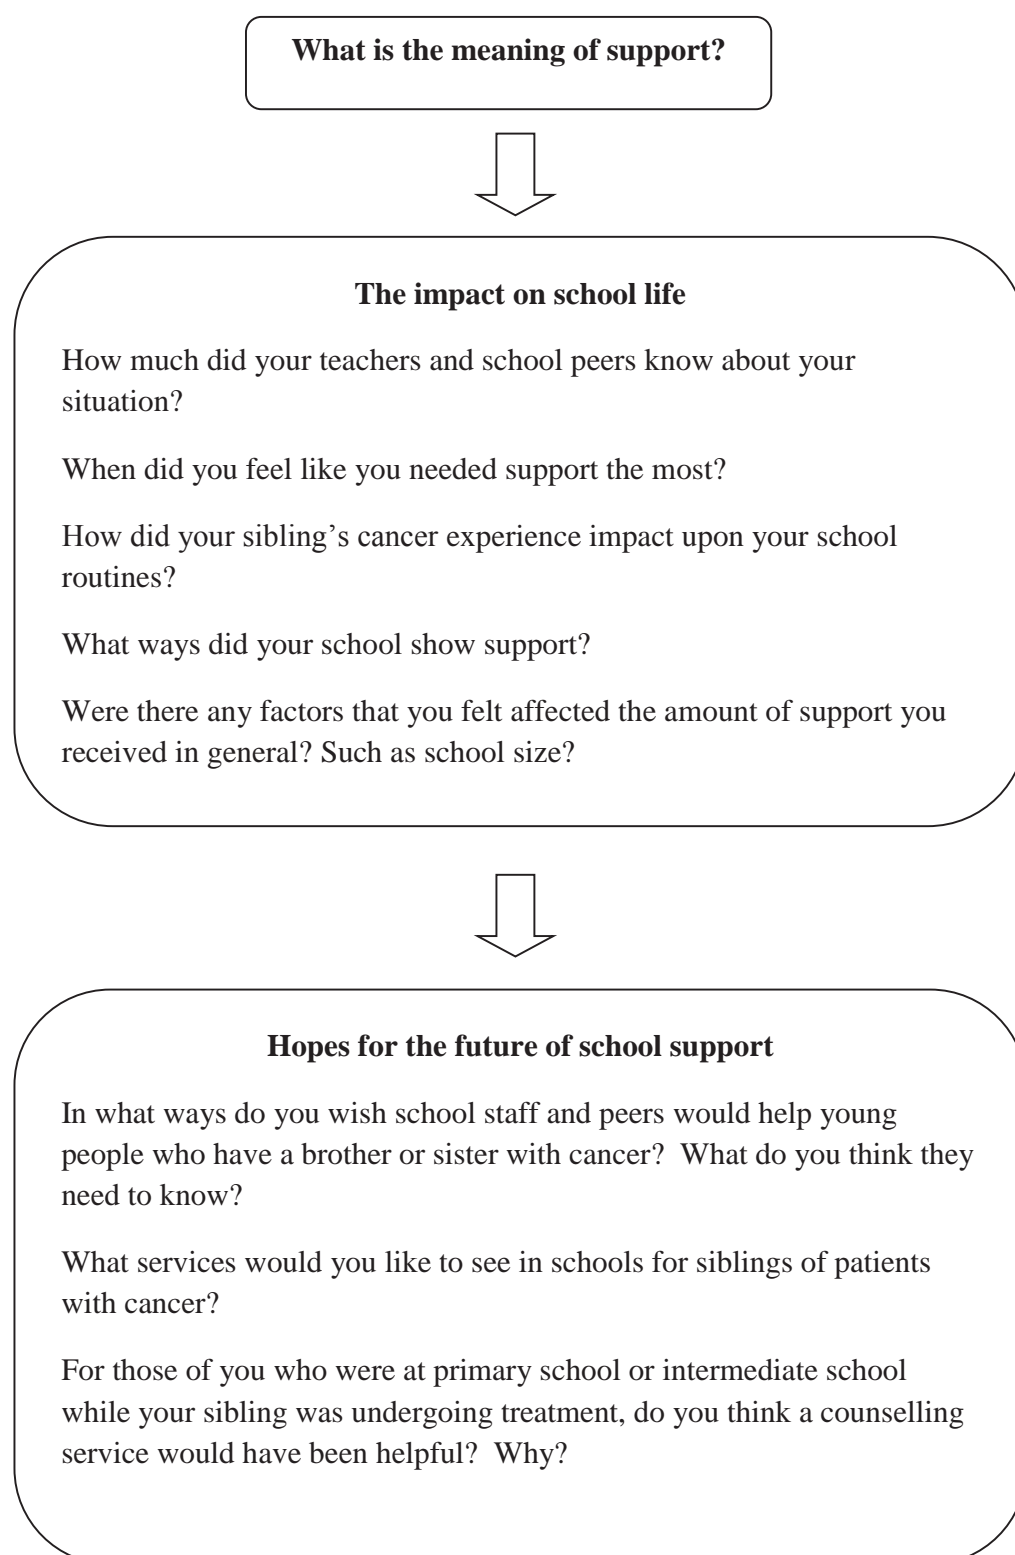 What is the meaning of support?
The impact on school life
How much did your teachers and school peers know about your
situation?
When did you feel like you needed support the most?
How did your sibling’s cancer experience impact upon your school
routines?
What ways did your school show support?
Were there any factors that you felt affected the amount of support you
received in general? Such as school size?
Hopes for the future of school support
In what ways do you wish school staff and peers would help young
people who have a brother or sister with cancer?  What do you think they
need to know?
What services would you like to see in schools for siblings of patients
with cancer?
For those of you who were at primary school or intermediate school
while your sibling was undergoing treatment, do you think a counselling
service would have been helpful?  Why?